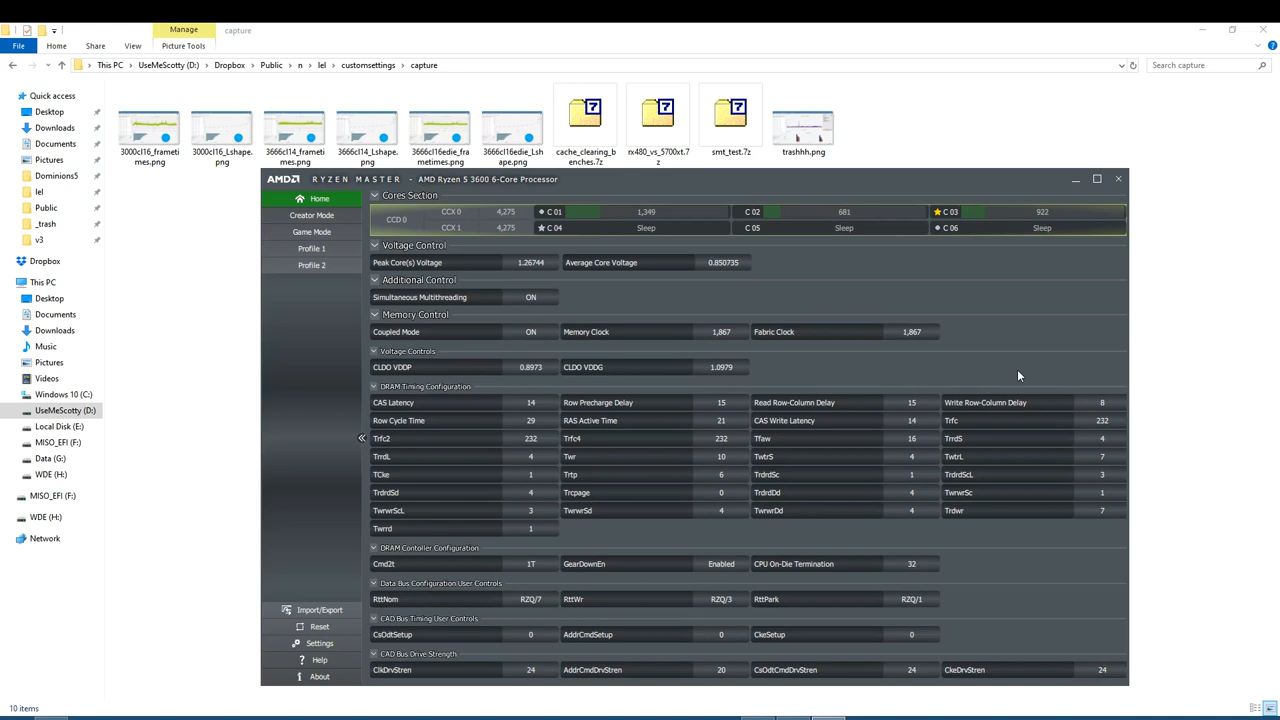 Manage
capture
File
Home
Share
View
Picture Tools
This PC
UseMeScotty (D:)
Dropbox
Public
n
lel
customsettings
capture
Search capture
Quick access
Desktop
Downloads
Documents
Pictures
Dominions5
lel
Public
_trash
v3
Dropbox
This PC
Desktop
Documents
Downloads
Music
Pictures
Videos
Windows 10 (C:)
UseMeScotty (D:)
Local Disk (E:)
MISO_EFI (F:)
Data (G:)
WDE (H:)
MISO_EFI (F:)
WDE (H:)
Network
3000cl16_frameti
mes.png
3000cl16_Lshape.
png
3666cl14_frameti
mes.png
3666cl14_Lshape.
png
3666cl16edie_fra
metimes.png
3666cl16edie_Lsh
ape.png
cache_clearing_b
enches.7z
rx480_vs_5700xt.7
z
smt_test.7z
trashhh.png
AMD RYZEN MASTER - AMD Ryzen 5 3600 6-Core Processor
Home
Creator Mode
Game Mode
Profile 1
Profile 2
Import/Export
Reset
Settings
Help
About
Cores Section
CCD 0
CCX 0 4,275 C 01 1,349 C 02 681 C 03 922
CCX 1 4,275 C 04 Sleep C 05 Sleep C 06 Sleep
Voltage Control
Peak Core(s) Voltage 1.26744 Average Core Voltage 0.850735
Additional Control
Simultaneous Multithreading ON
Memory Control
Coupled Mode ON Memory Clock 1,867 Fabric Clock 1,867
Voltage Controls
CLDO VDDP 0.8973 CLDO VDDG 1.0979
DRAM Timing Configuration
CAS Latency 14 Row Precharge Delay 15 Read Row-Column Delay 15 Write Row-Column Delay 8
Row Cycle Time 29 RAS Active Time 21 CAS Write Latency 14 Trfc 232
Trfc2 232 Trfc4 232 Tfaw 16 TrrdS 4
TrrdL 4 Twr 10 TwtrS 4 TwtrL 7
TCke 1 Trtp 6 TrdrdSc 1 TrdrdScL 3
TrdrdSd 4 Trcpage 0 TrdrdDd 4 TwrwrSc 1
TwrwrScL 3 TwrwrSd 4 TwrwrDd 4 Trdwr 7
Twrrd 1
DRAM Contoller Configuration
Cmd2t 1T GearDownEn Enabled CPU On-Die Termination 32
Data Bus Configuration User Controls
RttNom RZQ/7 RttWr RZQ/3 RttPark RZQ/1
CAD Bus Timing User Controls
CsOdtSetup 0 AddrCmdSetup 0 CkeSetup 0
CAD Bus Drive Strength
ClkDrvStren 24 AddrCmdDrvStren 20 CsOdtCmdDrvStren 24 CkeDrvStren 24
10 items